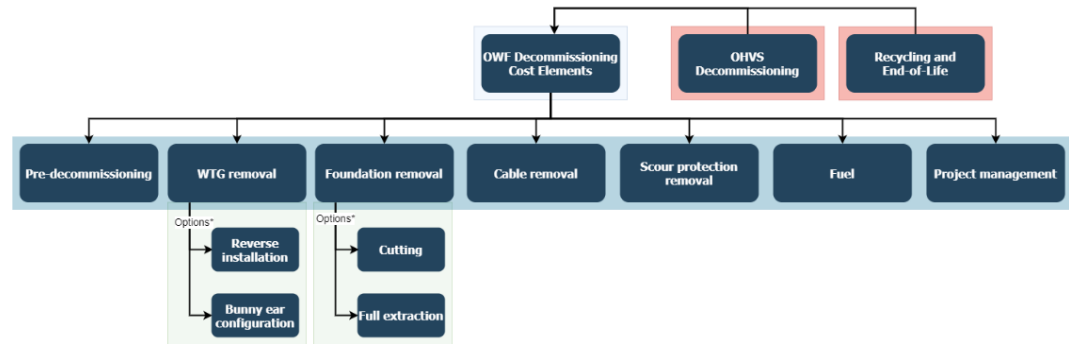 OWF Decommissioning
Cost Elements
OHVS
Decommissioning
Recycling and
End-of-Life
Pre-decommissioning
WTG removal
Foundation removal
Cable removal
Scour protection
removal
Fuel
Project management
Options*
Options*
Reverse
installation
Cutting
Bunny ear
configuration
Full extraction